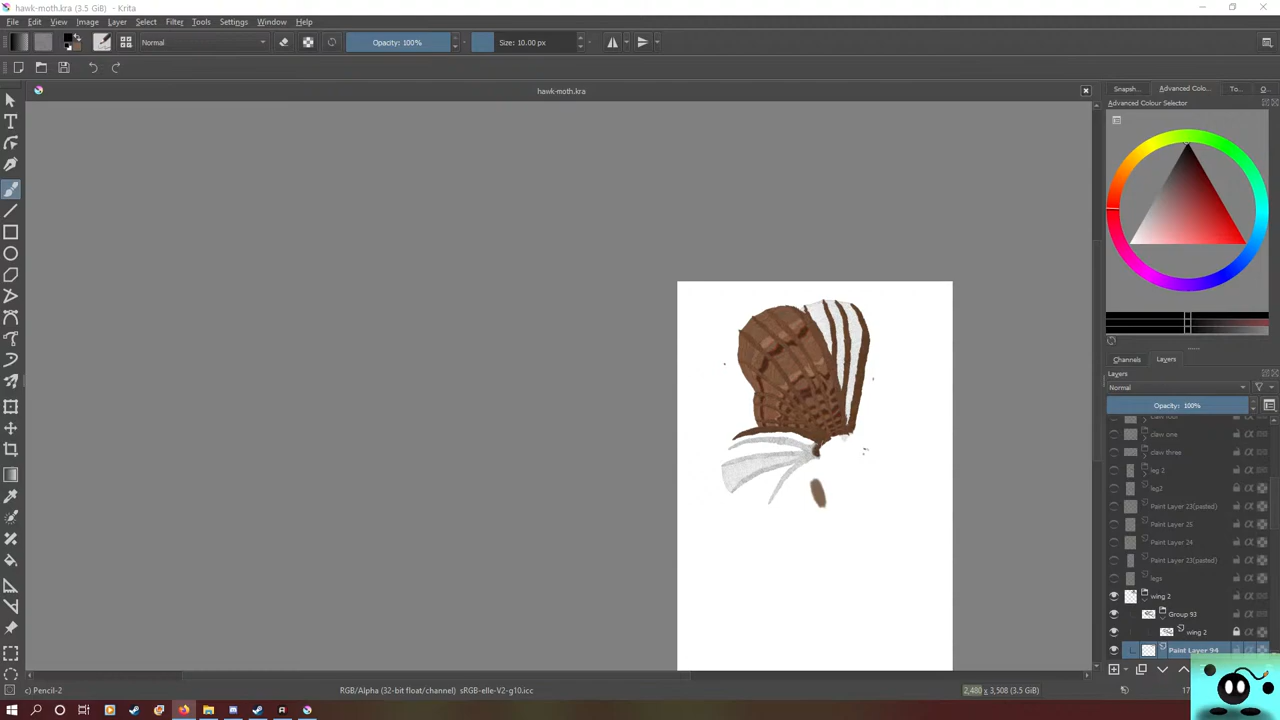 hawk-moth.kra (3.5 GiB) - Krita
File Edit View Image Layer Select Filter Tools Settings Window Help
Normal Opacity: 100% Size: 10.00 px
hawk-moth.kra
Snapsh... Advanced Colo... To... O...
Advanced Colour Selector
Channels Layers
Layers
Normal
Opacity: 100%
claw four
claw one
claw three
leg 2
leg2
Paint Layer 23(pasted)
Paint Layer 25
Paint Layer 24
Paint Layer 23(pasted)
legs
wing 2
Group 93
wing 2
Paint Layer 94
c) Pencil-2 RGB/Alpha (32-bit float/channel) sRGB-elle-V2-g10.icc 2,480 x 3,508 (3.5 GiB) 17